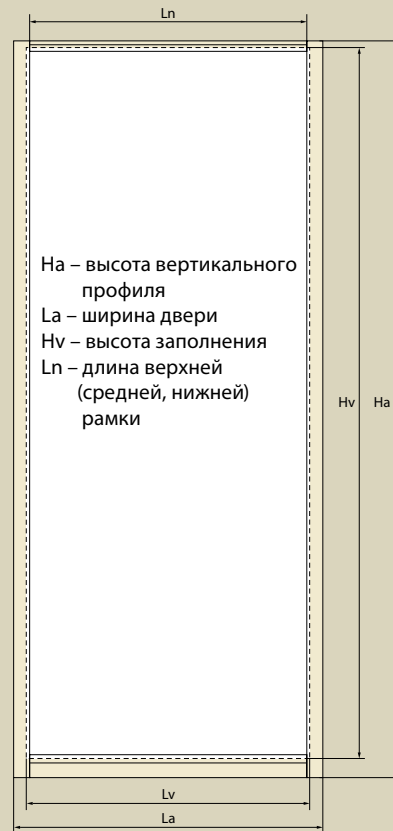 Ln
Ha – высота вертикального
профиля
La – ширина двери
Hv – высота заполнения
Ln – длина верхней
(средней, нижней)
рамки
Hv
Ha
Lv
La